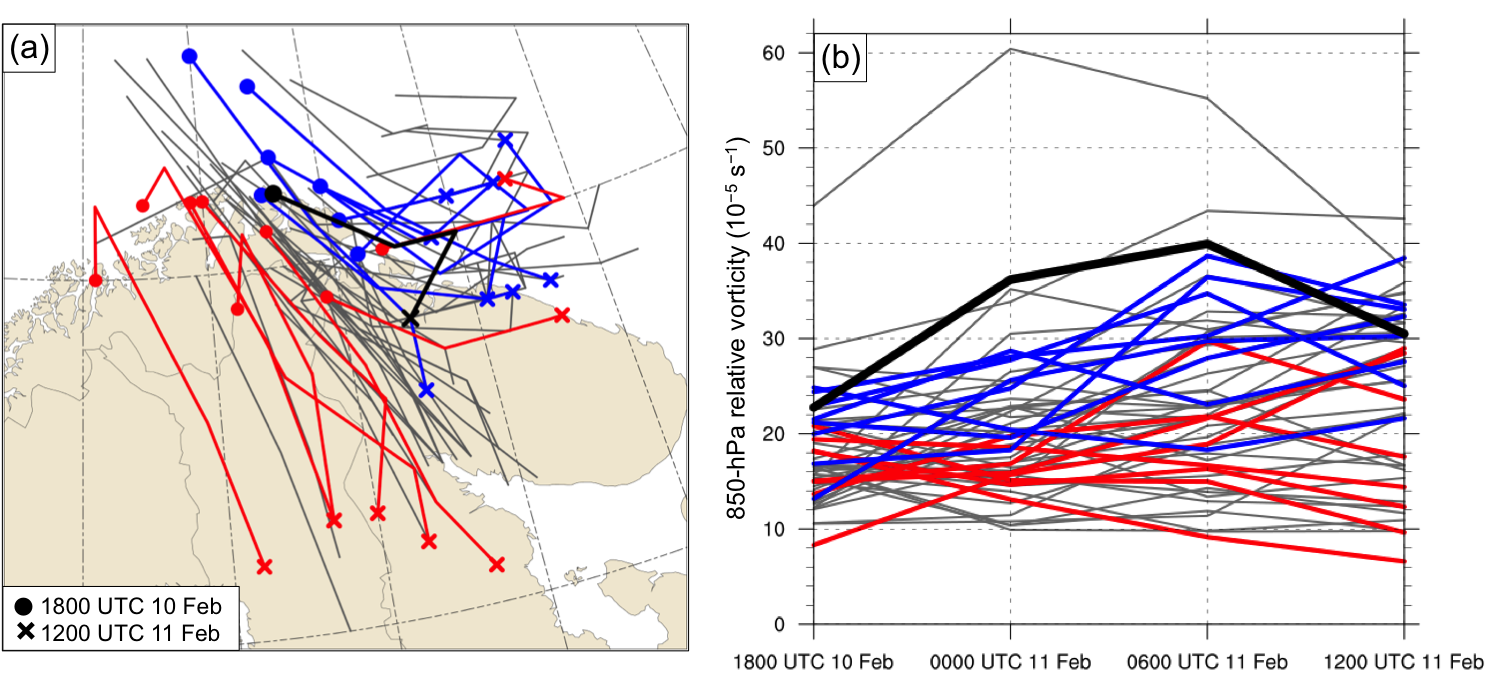 (a)
1800 UTC 10 Feb
1200 UTC 11 Feb
(b)
850-hPa relative vorticity (10⁻⁵ s⁻¹)
60
50
40
30
20
10
0
1800 UTC 10 Feb 0000 UTC 11 Feb 0600 UTC 11 Feb 1200 UTC 11 Feb